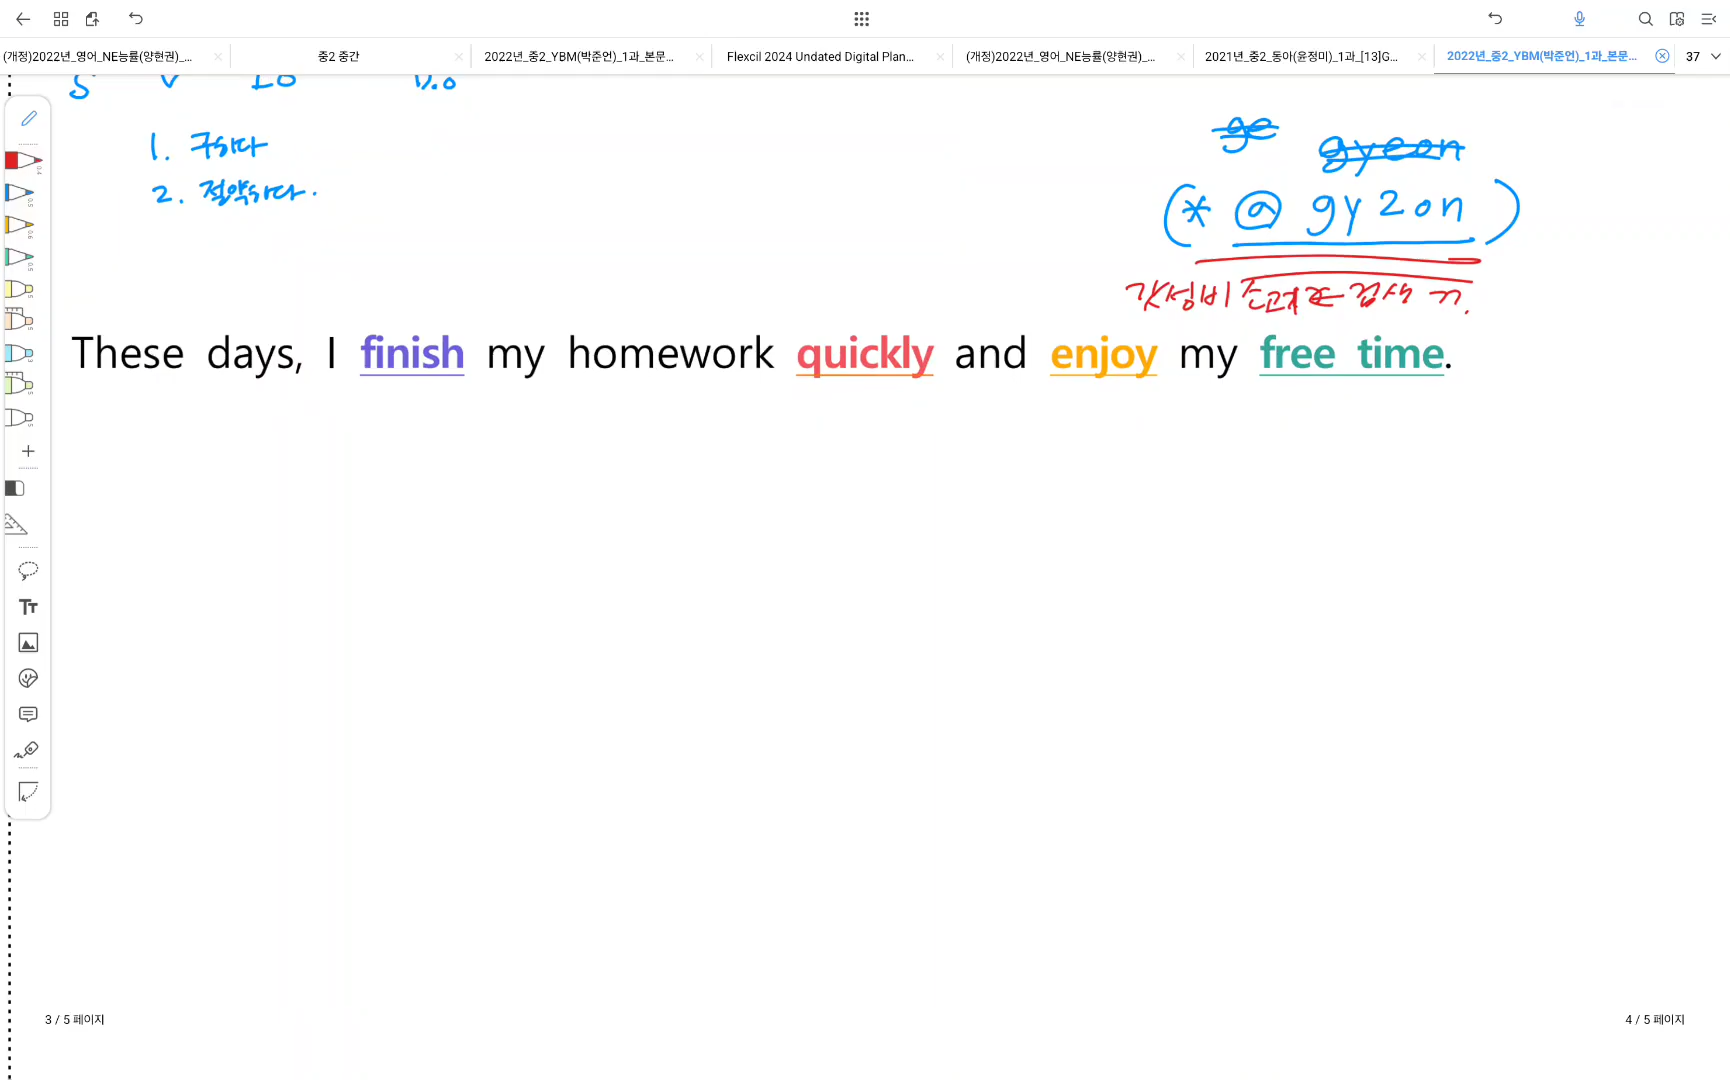 (개정)2022년_영어_NE능률(양현권)_...
중2 중간
2022년_중2_YBM(박준언)_1과_본문...
Flexcil 2024 Undated Digital Plan...
(개정)2022년_영어_NE능률(양현권)_...
2021년_중2_동아(윤정미)_1과_[13]G...
2022년_중2_YBM(박준언)_1과_본문...
37
S V I.O D.O
1. 구하다
2. 절약하다.
ge gyeon
(* @ gy2on )
갓성비 존경쌤 검색
These days, I finish my homework quickly and enjoy my free time.
Tт
3 / 5 페이지
4 / 5 페이지